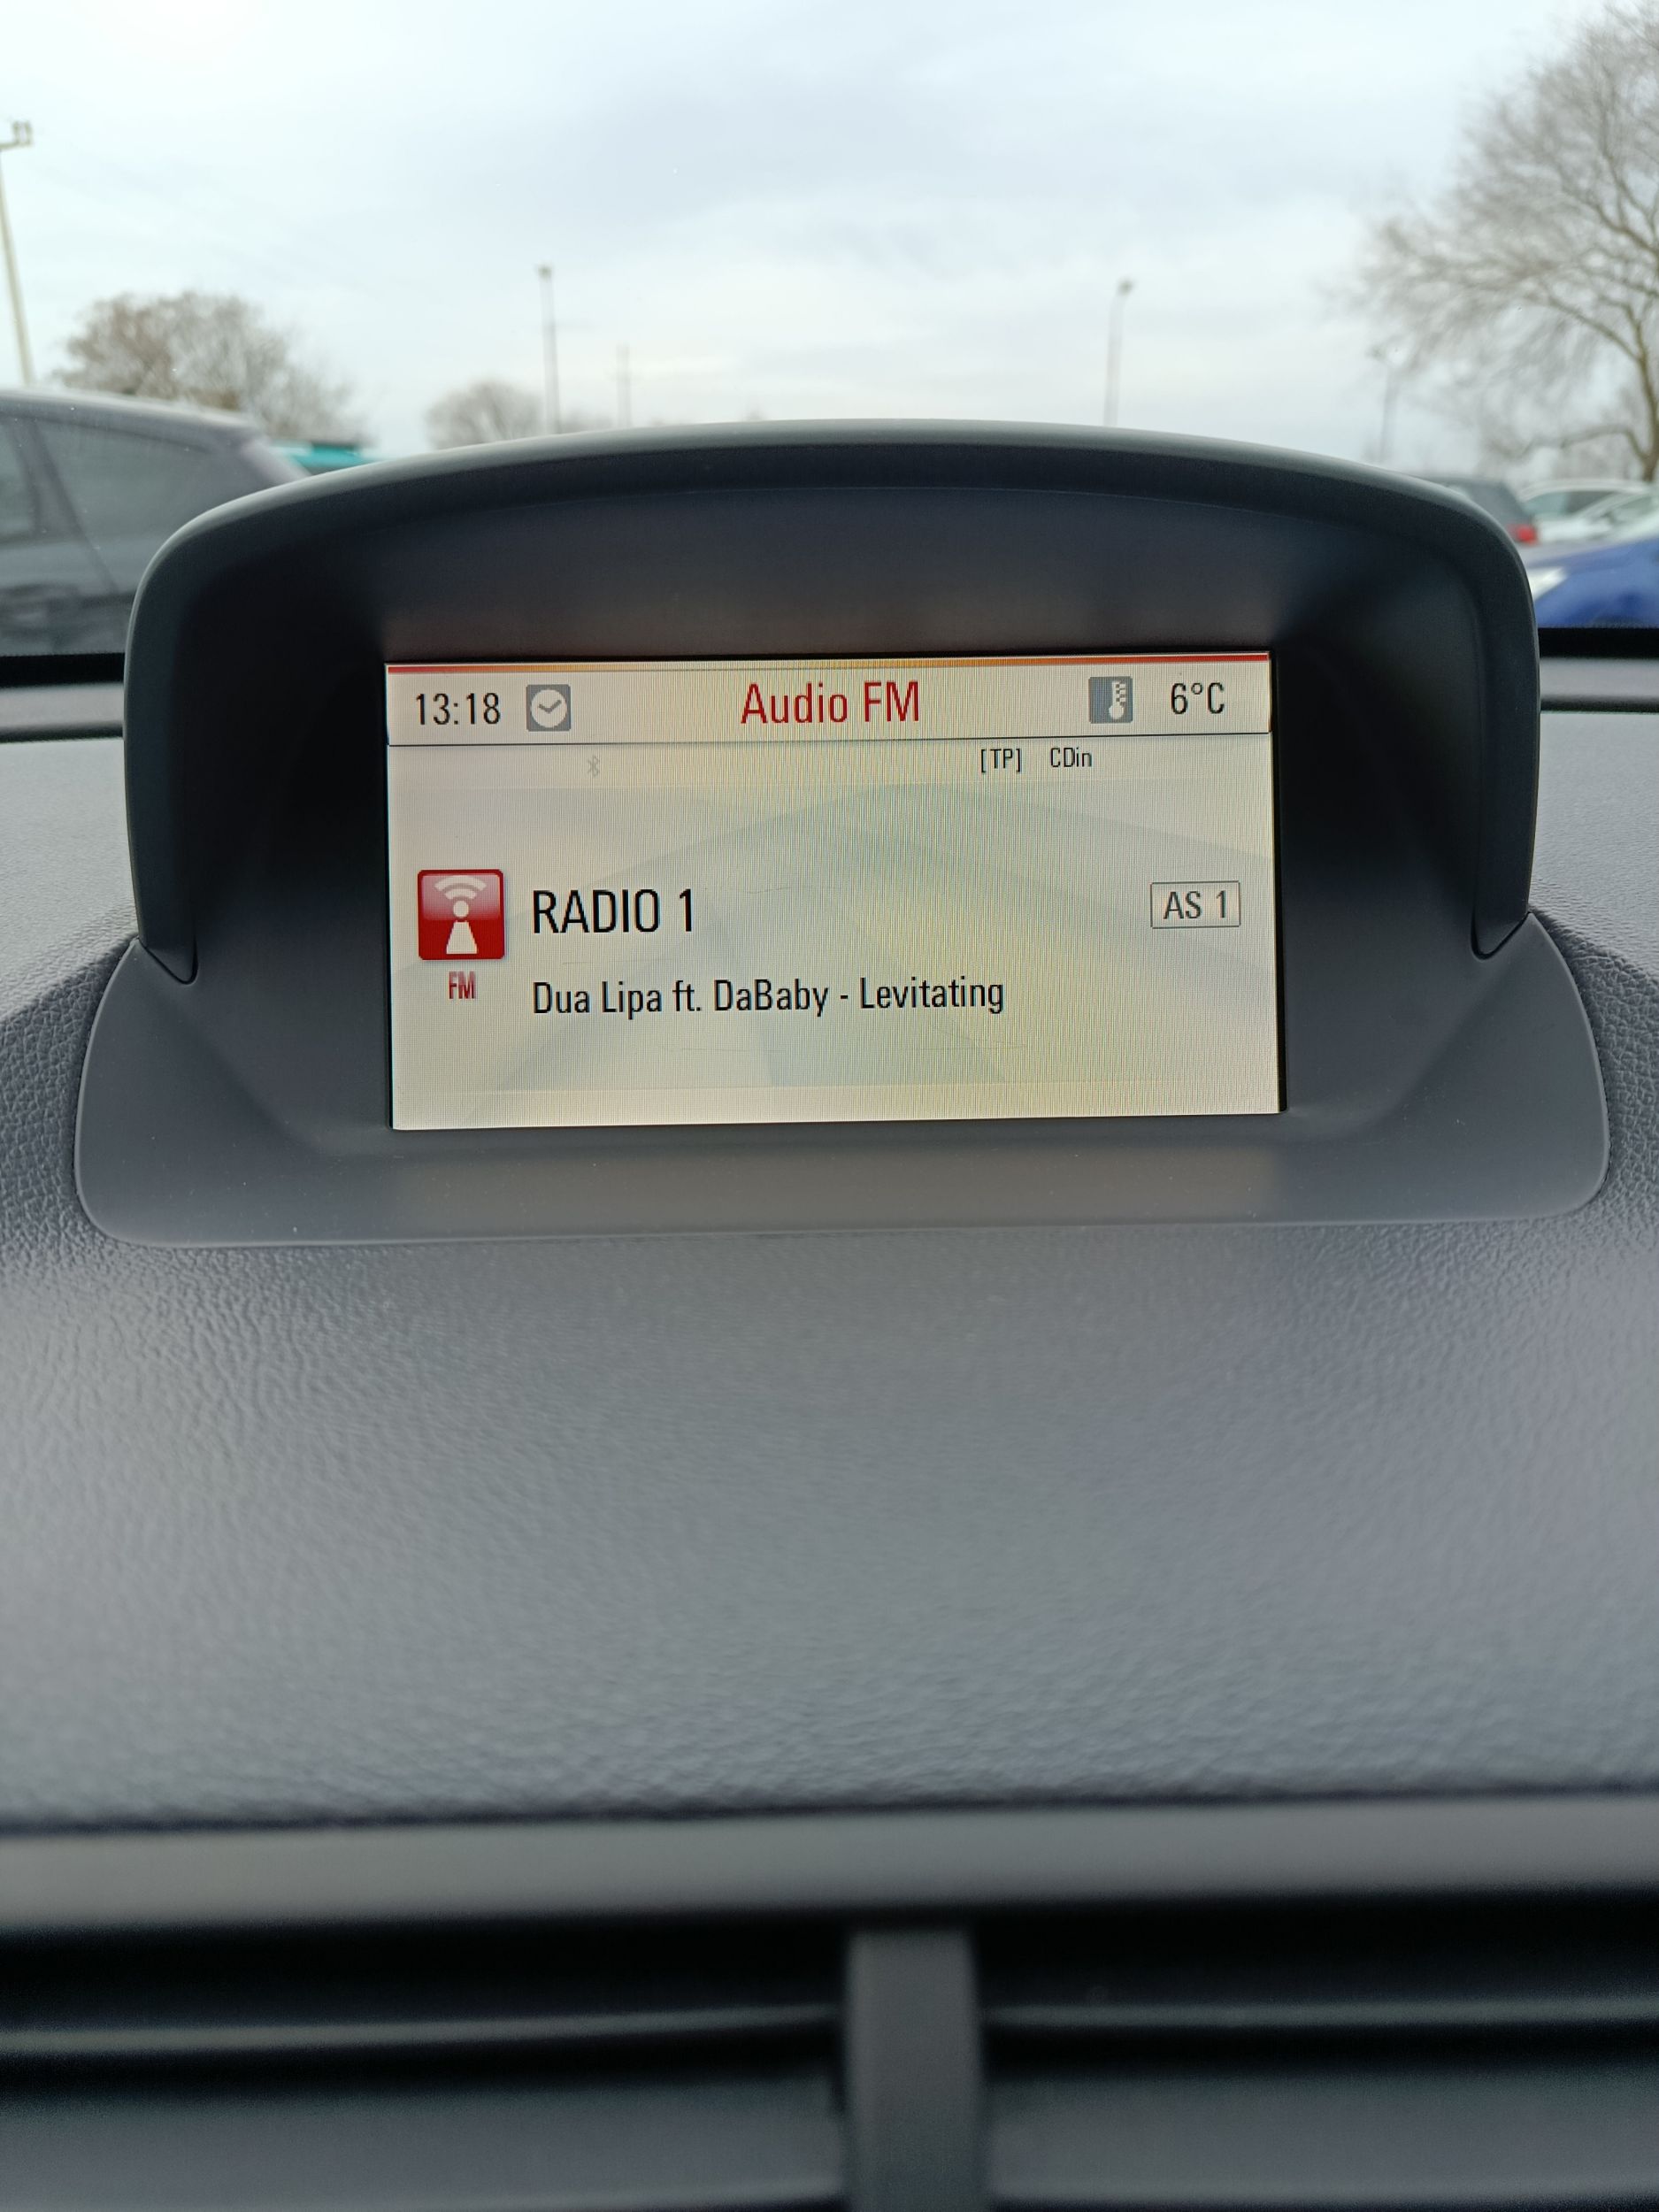 13:18 Audio FM 6°C
[TP] CDin
RADIO 1 AS 1
FM
Dua Lipa ft. DaBaby - Levitating